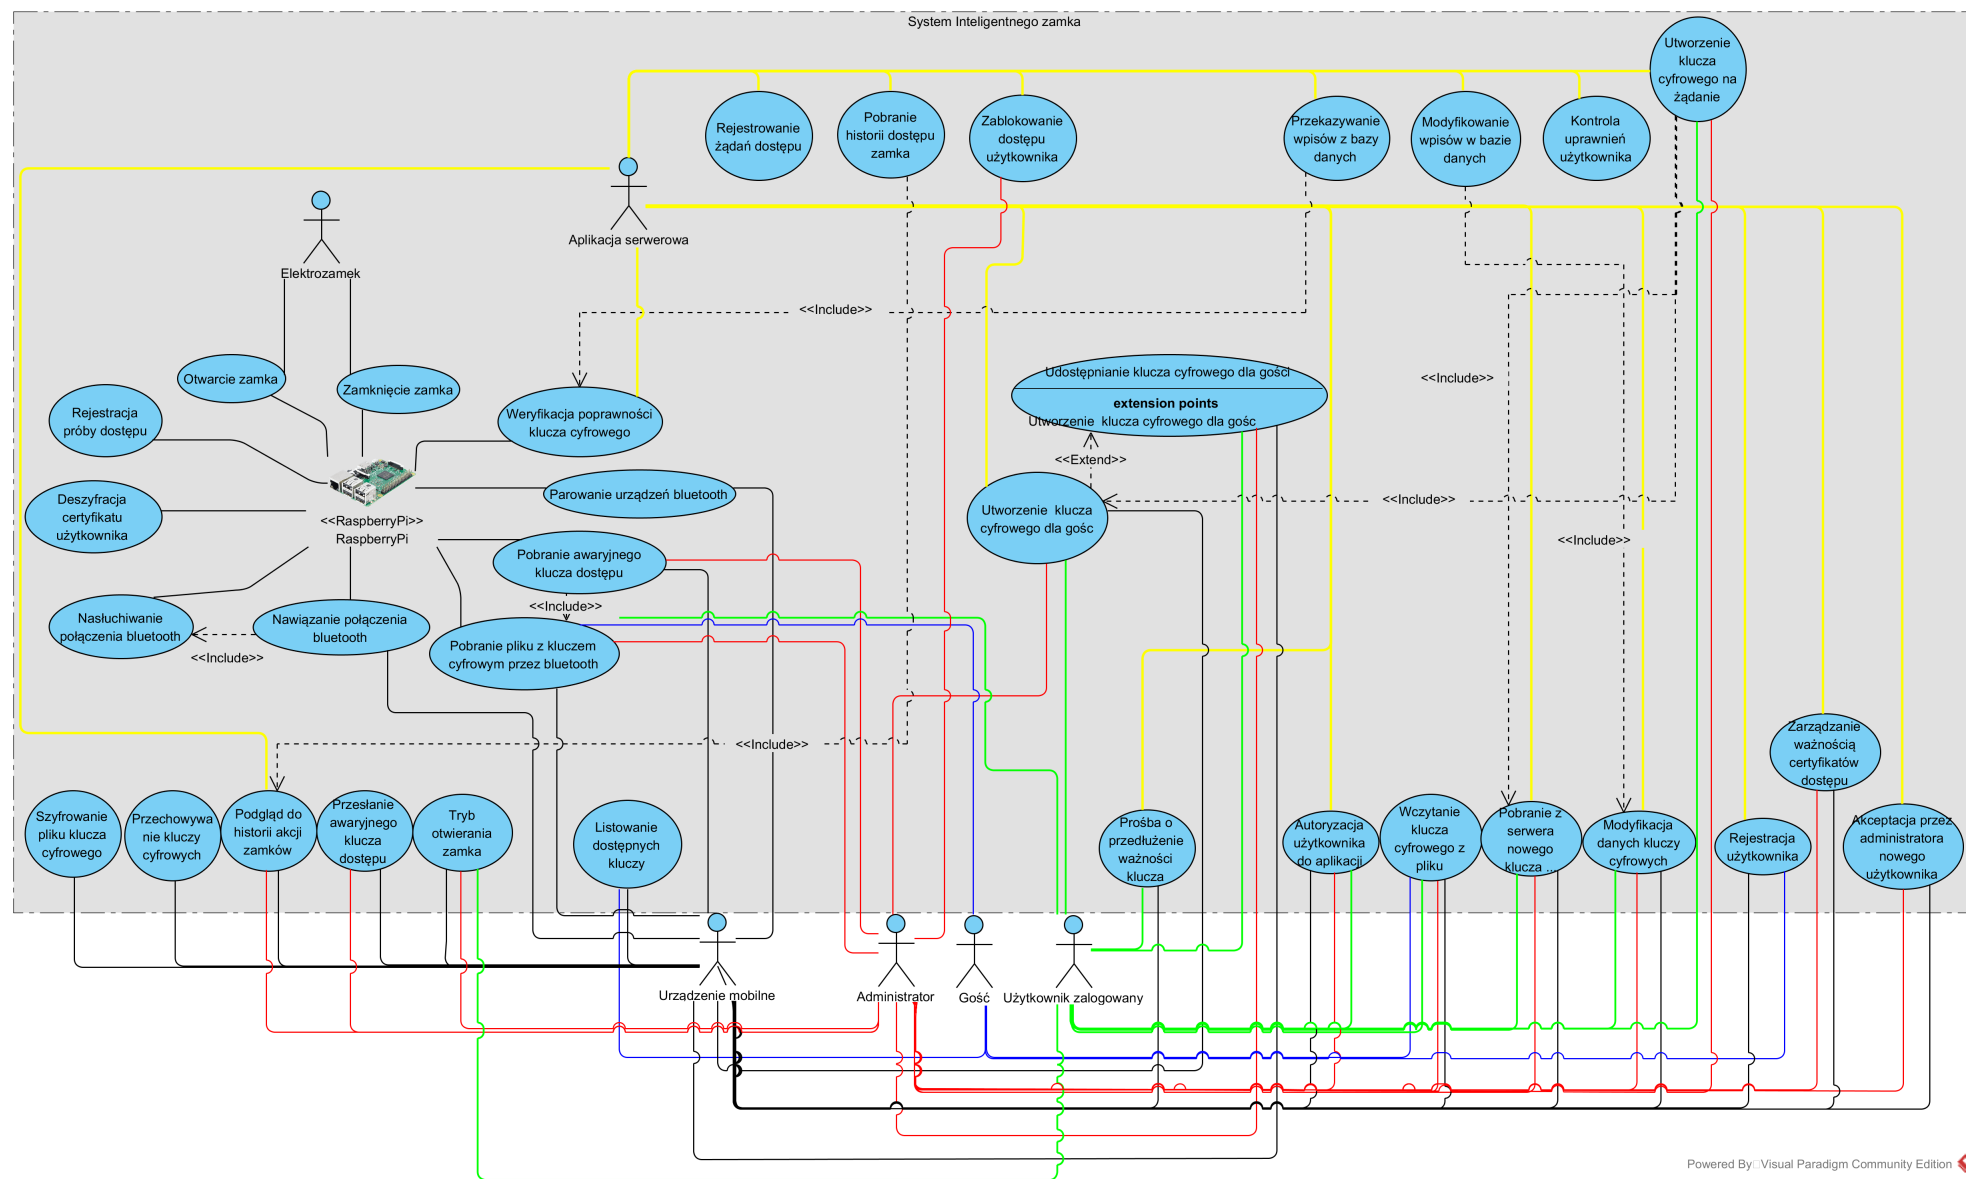 System Inteligentnego zamka
Utworzenie
klucza
cyfrowego na
żądanie
Rejestrowanie
żądań dostępu
Pobranie
historii dostępu
zamka
Zablokowanie
dostępu
użytkownika
Przekazywanie
wpisów z bazy
danych
Modyfikowanie
wpisów w bazie
danych
Kontrola
uprawnień
użytkownika
Aplikacja serwerowa
Elektrozamek
<<Include>>
Otwarcie zamka
Zamknięcie zamka
Rejestracja
próby dostępu
Weryfikacja poprawności
klucza cyfrowego
Udostępnianie klucza cyfrowego dla gości
extension points
Utworzenie  klucza cyfrowego dla gośc
<<Include>>
<<Extend>>
Parowanie urządzeń bluetooth
Deszyfracja
certyfikatu
użytkownika
<<RaspberryPi>>
RaspberryPi
Utworzenie  klucza
cyfrowego dla gośc
<<Include>>
<<Include>>
Pobranie awaryjnego
klucza dostępu
<<Include>>
Nasłuchiwanie
połączenia bluetooth
Nawiązanie połączenia
bluetooth
<<Include>>
Pobranie pliku z kluczem
cyfrowym przez bluetooth
<<Include>>
Zarządzanie
ważnością
certyfikatów
dostępu
Szyfrowanie
pliku klucza
cyfrowego
Przechowywa
nie kluczy
cyfrowych
Podgląd do
historii akcji
zamków
Przesłanie
awaryjnego
klucza
dostępu
Tryb
otwierania
zamka
Listowanie
dostępnych
kluczy
Prośba o
przedłużenie
ważności
klucza
Autoryzacja
użytkownika
do aplikacji
Wczytanie
klucza
cyfrowego z
pliku
Pobranie z
serwera
nowego
klucza ...
Modyfikacja
danych kluczy
cyfrowych
Rejestracja
użytkownika
Akceptacja przez
administratora
nowego
użytkownika
Urządzenie mobilne
Administrator
Gość
Użytkownik zalogowany
Powered By Visual Paradigm Community Edition